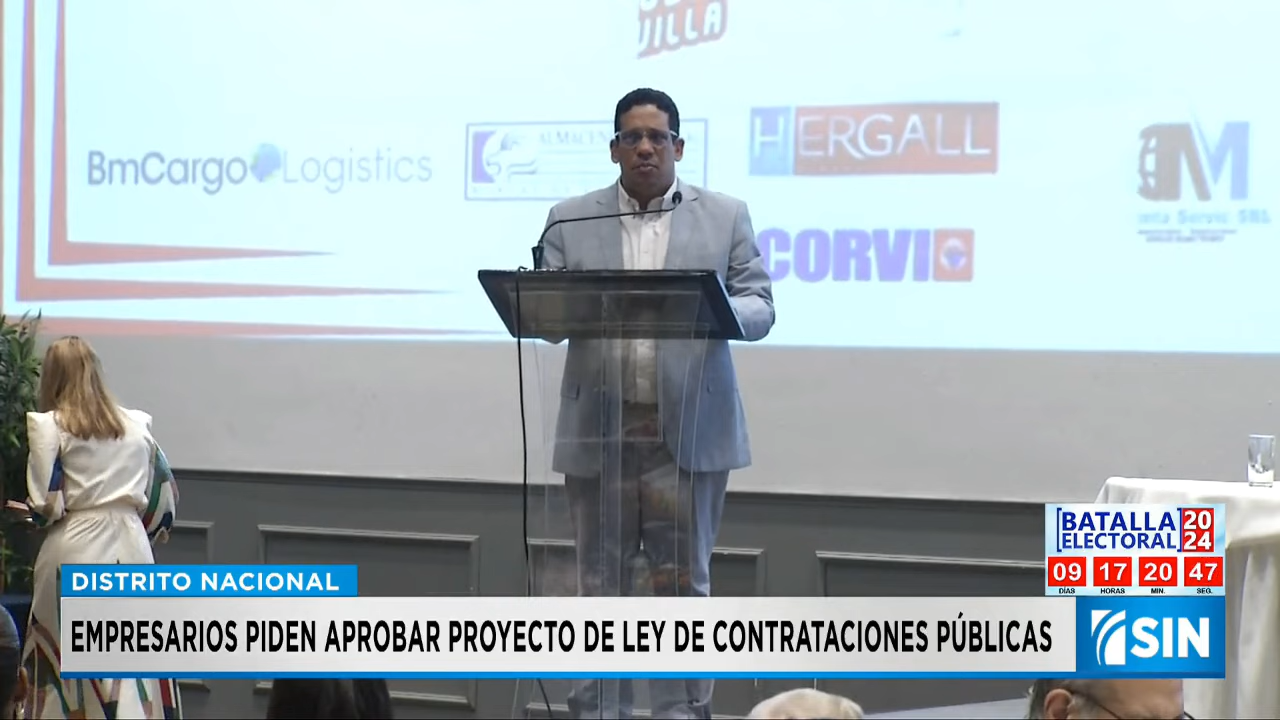 VILLA
BmCargo Logistics
HERGALL
M
CORVI
[BATALLA ELECTORAL] 20 24
09 17 20 47
DÍAS HORAS MIN. SEG.
DISTRITO NACIONAL
EMPRESARIOS PIDEN APROBAR PROYECTO DE LEY DE CONTRATACIONES PÚBLICAS
SIN